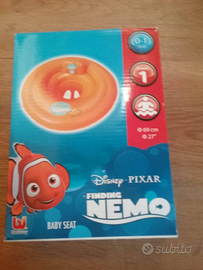 0-1
1
Ø 69 cm
Ø 27"
DISNEY · PIXAR
FINDING
NEMO
BABY SEAT
subito